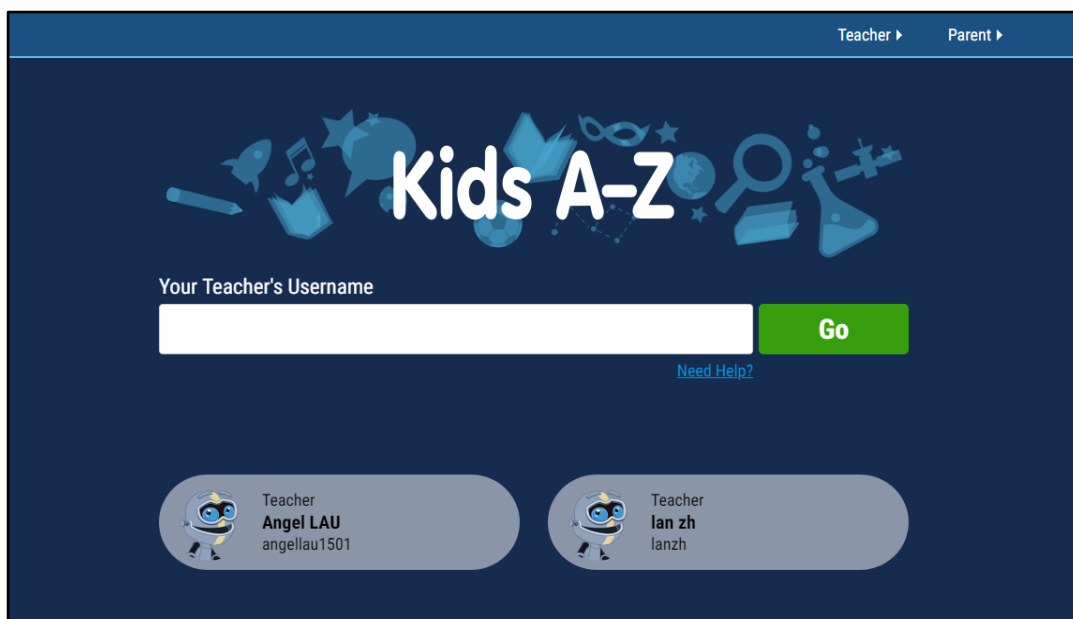 Teacher Parent
Kids A-Z
Your Teacher's Username
Go
Need Help?
Teacher
Angel LAU
angellau1501
Teacher
lan zh
lanzh